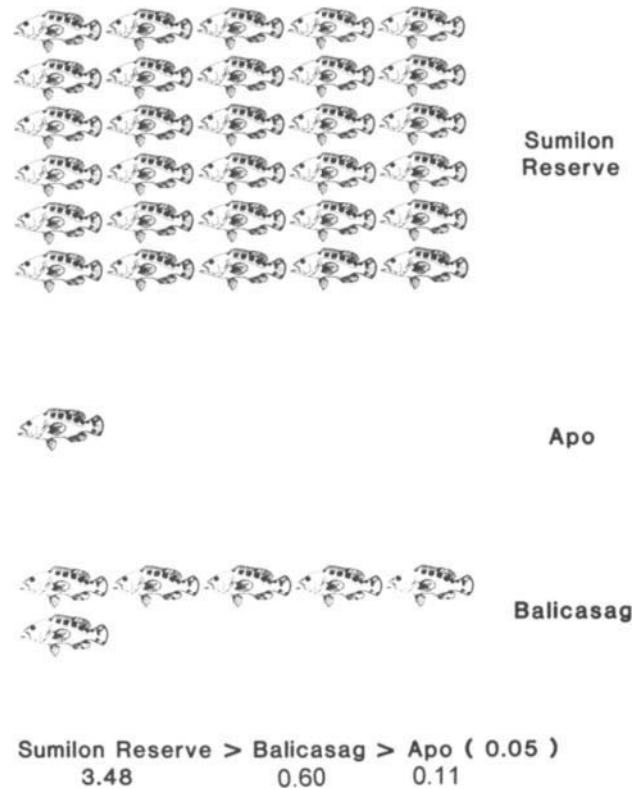 Sumilon
Reserve
Apo
Balicasag
Sumilon Reserve > Balicasag > Apo ( 0.05 )
3.48 0.60 0.11